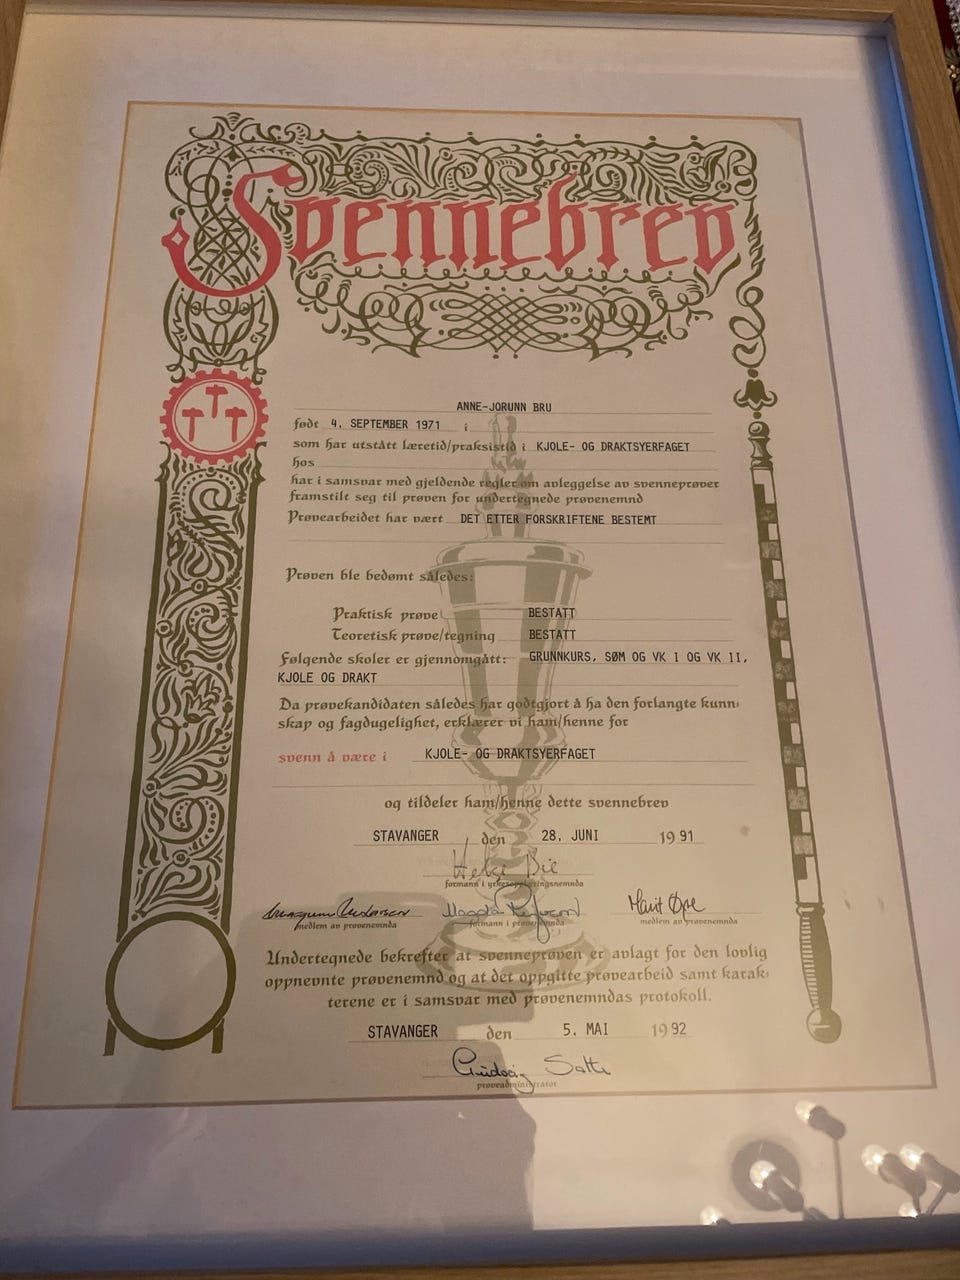 Svennebrev
ANNE-JORUNN BRU
født 4. SEPTEMBER 1971 i
som har utstått læretid/praksistid i KJOLE- OG DRAKTSYERFAGET
hos
har i samsvar med gjeldende regler om avleggelse av svenneprøver
framstilt seg til prøven for undertegnede prøvenemnd
Prøvearbeidet har vært DET ETTER FORSKRIFTENE BESTEMT
Prøven ble bedømt således:
Praktisk prøve BESTATT
Teoretisk prøve/tegning BESTATT
Følgende skoler er gjennomgått: GRUNNKURS, SØM OG VK I OG VK II,
KJOLE OG DRAKT
Da prøvekandidaten således har godtgjort å ha den forlangte kunn-
skap og fagdugelighet, erklærer vi ham/henne for
svenn å være i KJOLE- OG DRAKTSYERFAGET
og tildeler ham/henne dette svennebrev
STAVANGER den 28. JUNI 1991
formann i yrkesopplæringsnemnda
Marit Øye
medlem av prøvenemnda formann i prøvenemnda medlem av prøvenemnda
Undertegnede bekrefter at svenneprøven er avlagt for den lovlig
oppnevnte prøvenemnd og at det oppgitte prøvearbeid samt karak-
terene er i samsvar med prøvenemndas protokoll.
STAVANGER den 5. MAI 1992
prøveadministrator